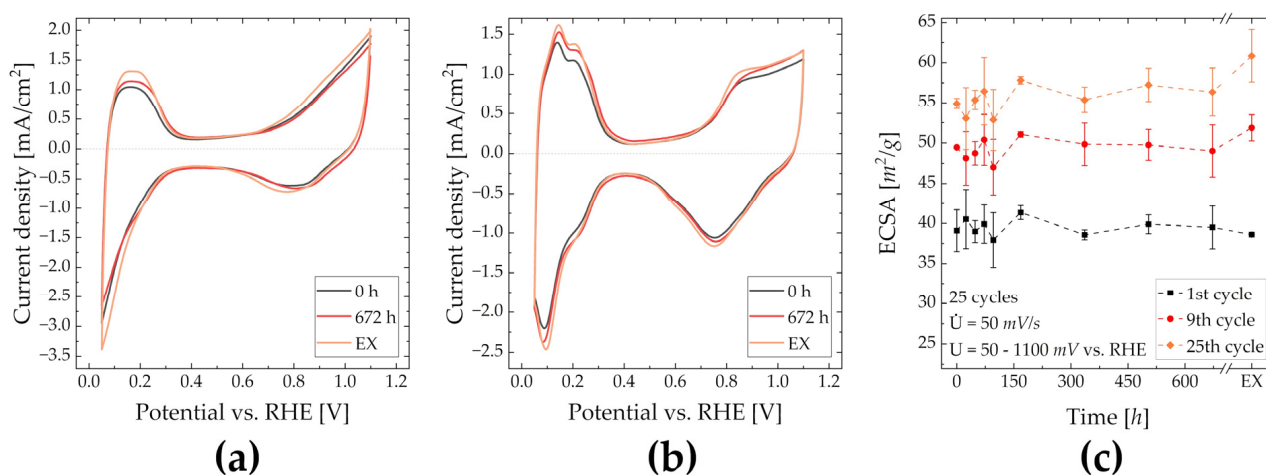 Current density [mA/cm²]
2.0
1.5
1.0
0.5
0.0
−0.5
−1.0
−1.5
−2.0
−2.5
−3.0
−3.5
0 h
672 h
EX
0.0 0.2 0.4 0.6 0.8 1.0 1.2
Potential vs. RHE [V]
(a)
Current density [mA/cm²]
1.5
1.0
0.5
0.0
−0.5
−1.0
−1.5
−2.0
−2.5
0 h
672 h
EX
0.0 0.2 0.4 0.6 0.8 1.0 1.2
Potential vs. RHE [V]
(b)
ECSA [m²/g]
65
60
55
50
45
40
35
30
25
25 cycles
U̇ = 50 mV/s
U = 50 - 1100 mV vs. RHE
1st cycle
9th cycle
25th cycle
0 150 300 450 600 EX
Time [h]
(c)